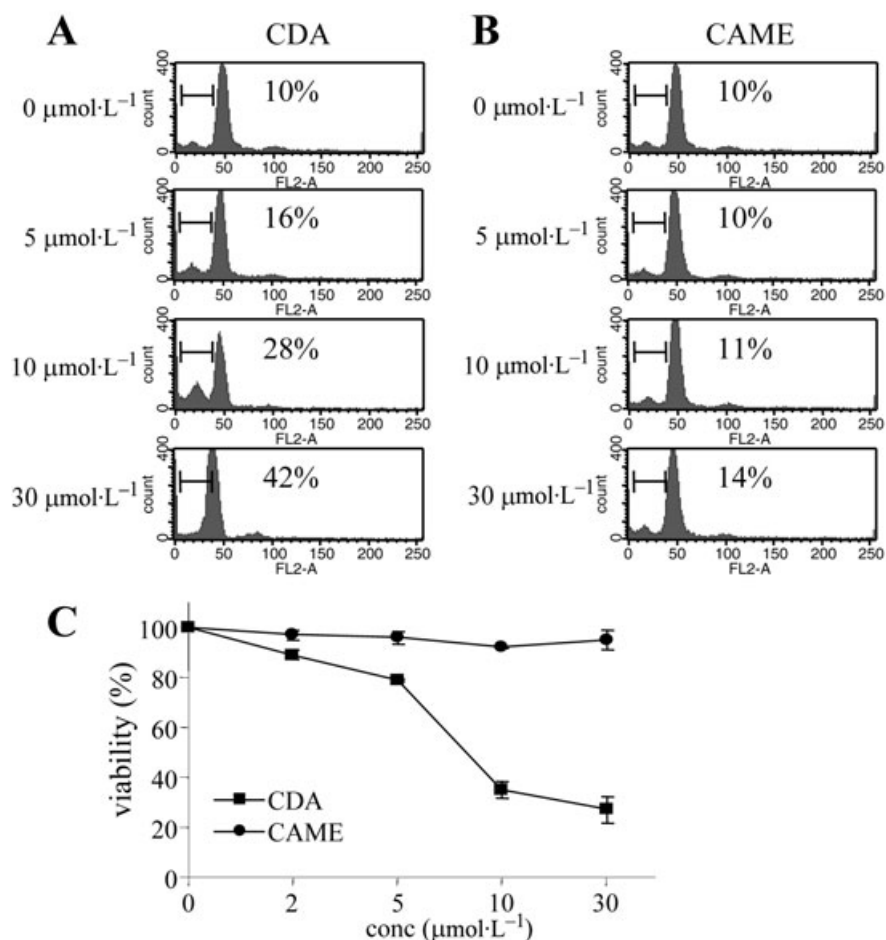 A CDA
0 μmol·L⁻¹
count
400
0
10%
0 50 100 150 200 250
FL2-A
5 μmol·L⁻¹
count
400
0
16%
0 50 100 150 200 250
FL2-A
10 μmol·L⁻¹
count
400
0
28%
0 50 100 150 200 250
FL2-A
30 μmol·L⁻¹
count
400
0
42%
0 50 100 150 200 250
FL2-A
B CAME
0 μmol·L⁻¹
count
400
0
10%
0 50 100 150 200 250
FL2-A
5 μmol·L⁻¹
count
400
0
10%
0 50 100 150 200 250
FL2-A
10 μmol·L⁻¹
count
400
0
11%
0 50 100 150 200 250
FL2-A
30 μmol·L⁻¹
count
400
0
14%
0 50 100 150 200 250
FL2-A
C
viability (%)
100
80
60
40
20
0
CDA
CAME
0 2 5 10 30
conc (μmol·L⁻¹)